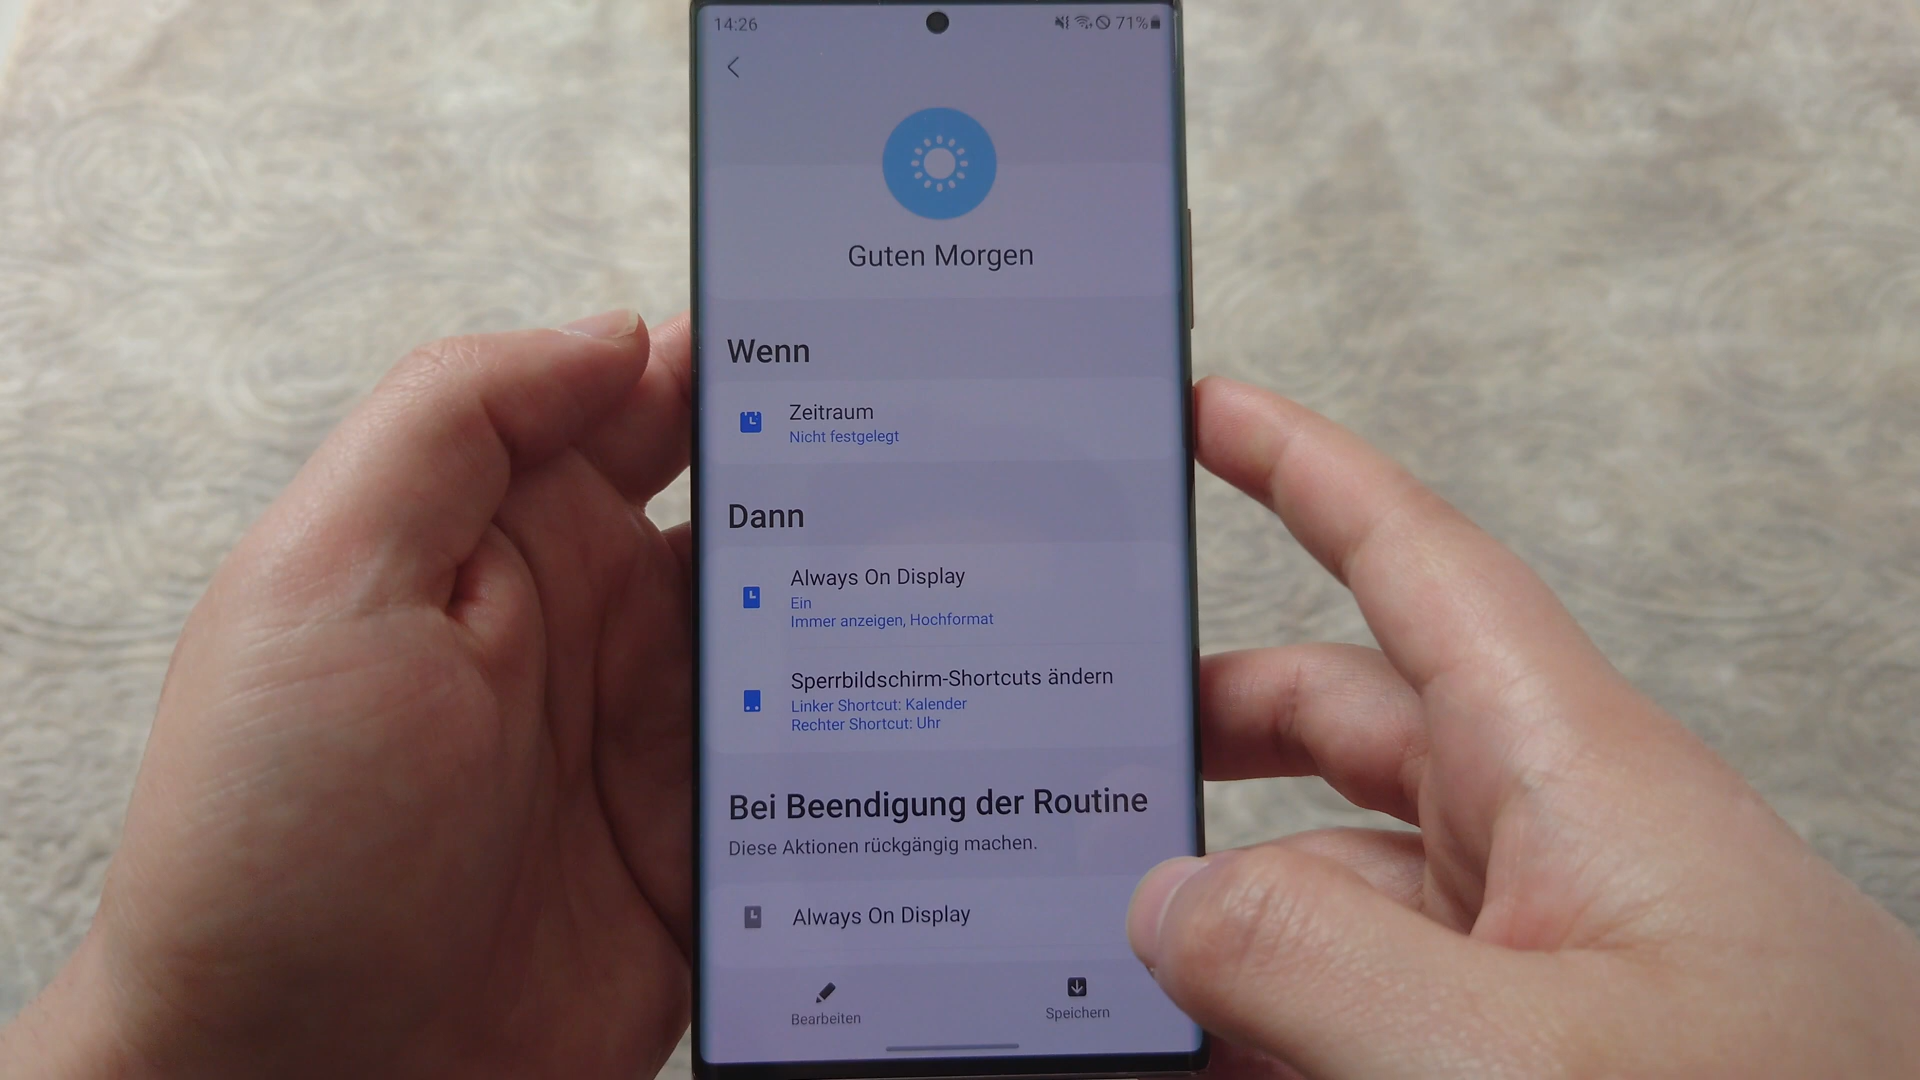 14:26
71%
Guten Morgen
Wenn
Zeitraum
Nicht festgelegt
Dann
Always On Display
Ein
Immer anzeigen, Hochformat
Sperrbildschirm-Shortcuts ändern
Linker Shortcut: Kalender
Rechter Shortcut: Uhr
Bei Beendigung der Routine
Diese Aktionen rückgängig machen.
Always On Display
Bearbeiten
Speichern